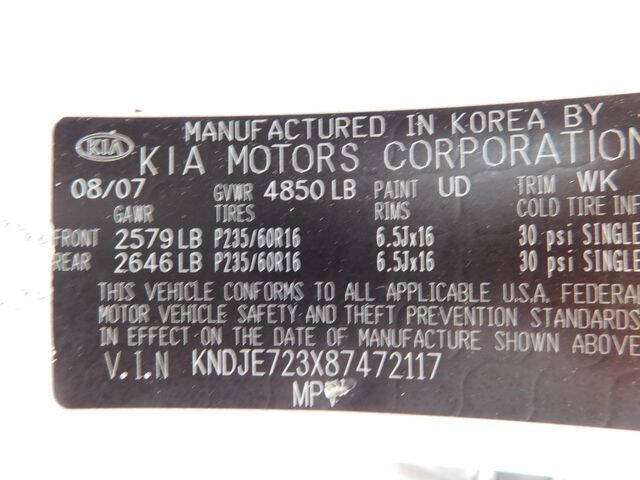 MANUFACTURED IN KOREA BY
KIA KIA MOTORS CORPORATION
08/07 GVWR 4850 LB PAINT UD TRIM WK
GAWR TIRES RIMS COLD TIRE INF
FRONT 2579 LB P235/60R16 6.5Jx16 30 psi SINGLE
REAR 2646 LB P235/60R16 6.5Jx16 30 psi SINGLE
THIS VEHICLE CONFORMS TO ALL APPLICABLE U.S.A. FEDERAL
MOTOR VEHICLE SAFETY AND THEFT PREVENTION STANDARDS
IN EFFECT ON THE DATE OF MANUFACTURE SHOWN ABOVE
V.I.N KNDJE723X87472117